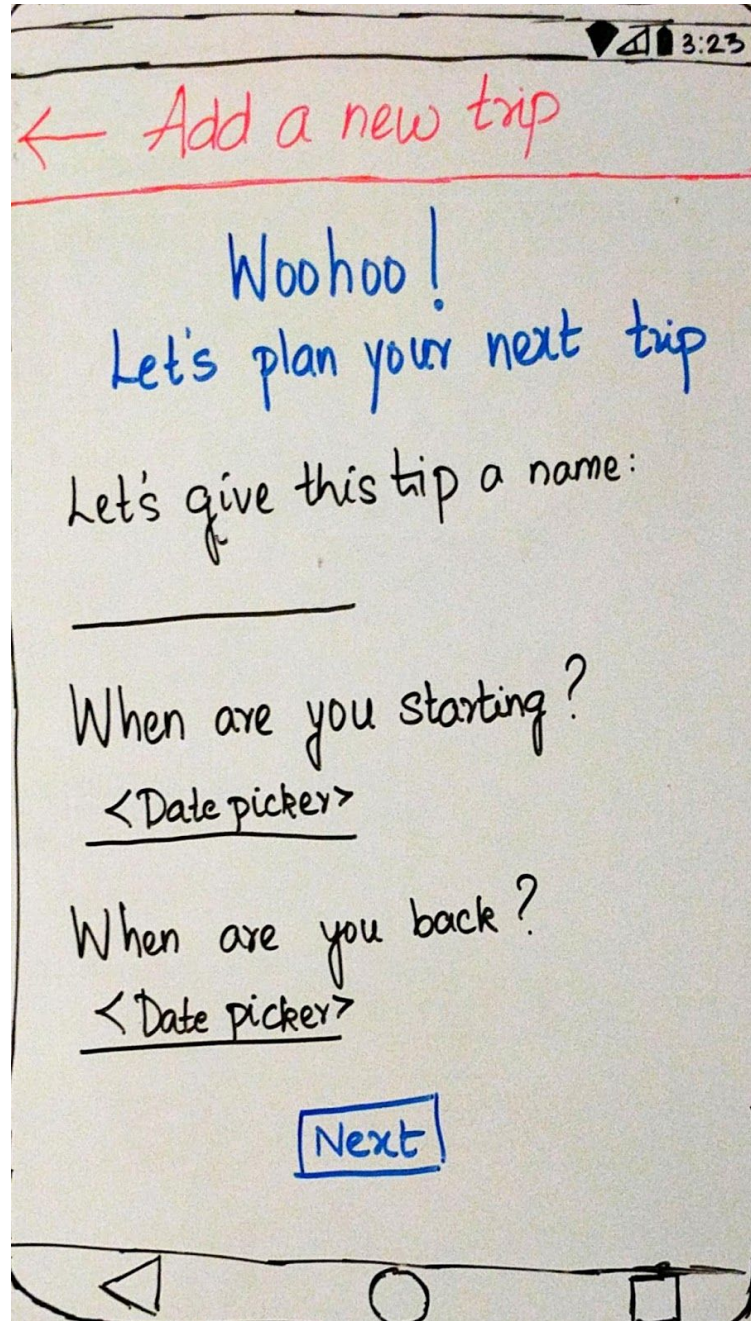 3:23
← Add a new trip
Woohoo!
Let's plan your next trip
Let's give this tip a name:
When are you starting?
<Date picker>
When are you back?
<Date picker>
Next